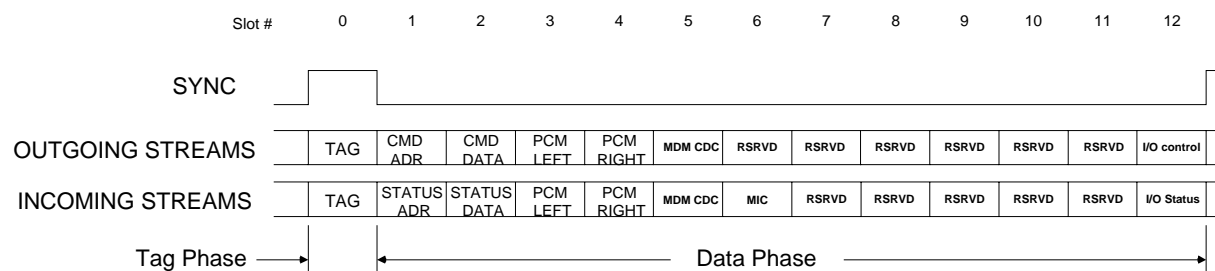 Slot # 0 1 2 3 4 5 6 7 8 9 10 11 12
SYNC
OUTGOING STREAMS TAG CMD ADR CMD DATA PCM LEFT PCM RIGHT MDM CDC RSRVD RSRVD RSRVD RSRVD RSRVD RSRVD I/O control
INCOMING STREAMS TAG STATUS ADR STATUS DATA PCM LEFT PCM RIGHT MDM CDC MIC RSRVD RSRVD RSRVD RSRVD RSRVD I/O Status
Tag Phase Data Phase